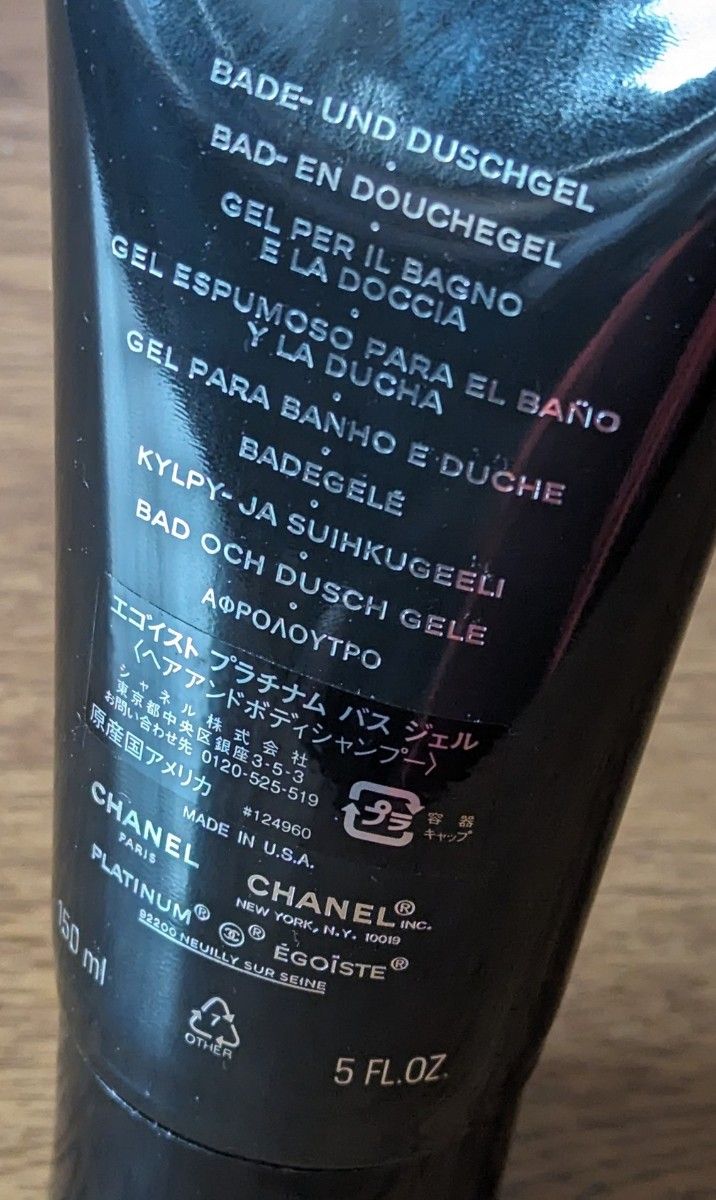 BADE- UND DUSCHGEL
BAD- EN DOUCHEGEL
GEL PER IL BAGNO
E LA DOCCIA
GEL ESPUMOSO PARA EL BAÑO
Y LA DUCHA
GEL PARA BANHO E DUCHE
BADEGELÉ
KYLPY- JA SUIHKUGEELI
BAD OCH DUSCH GELE
ΑΦΡΟΛΟΥΤΡΟ
エゴイスト プラチナム バス ジェル
〈ヘアアンドボディシャンプー〉
シャネル株式会社
東京都中央区銀座3-5-3
お問い合わせ先 0120-525-519
原産国アメリカ
#124960
プラ
容器
キャップ
MADE IN U.S.A.
CHANEL
PARIS
CHANEL® INC.
NEW YORK, N.Y. 10019
PLATINUM® ® ÉGOÏSTE®
92200 NEUILLY SUR SEINE
150 ml
7
OTHER
5 FL.OZ.